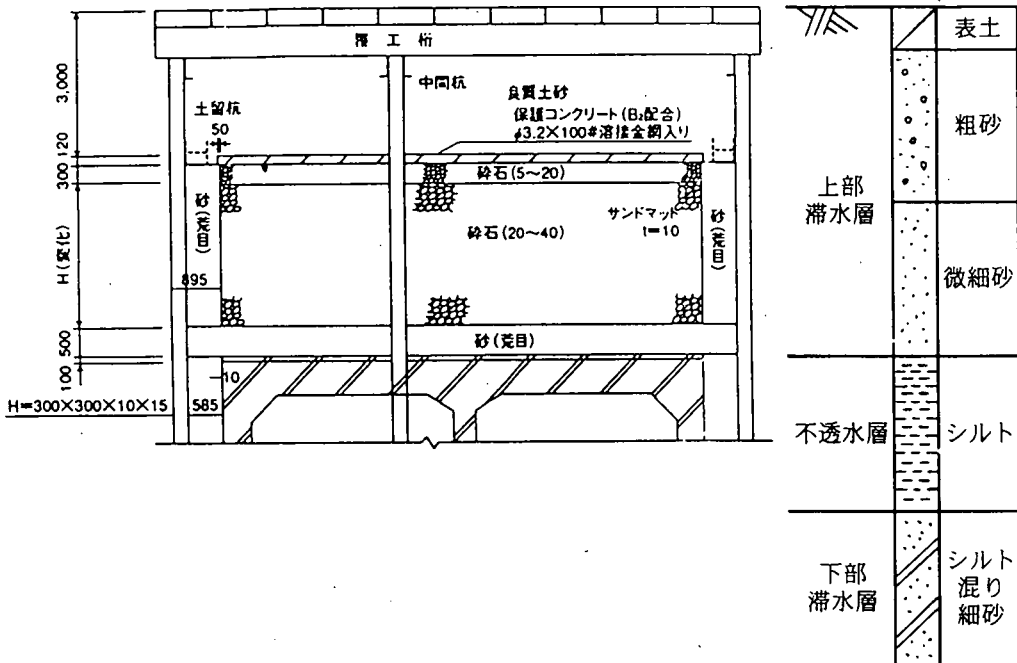 覆工桁
中間杭
土留杭
50
良質土砂
保護コンクリート(B₂配合)
φ3.2×100#溶接金網入り
砕石(5~20)
サンドマット
t=10
砕石(20~40)
砂(荒目)
砂(荒目)
砂(荒目)
3,000
120
300
H(変化)
500
100
895
10
585
H=300×300×10×15
表土
粗砂
上部
滞水層
微細砂
不透水層
シルト
下部
滞水層
シルト
混り
細砂